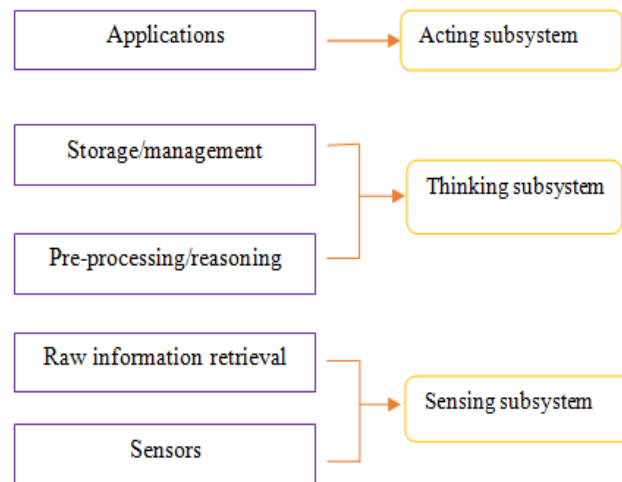 Applications
Acting subsystem
Storage/management
Thinking subsystem
Pre-processing/reasoning
Raw information retrieval
Sensing subsystem
Sensors